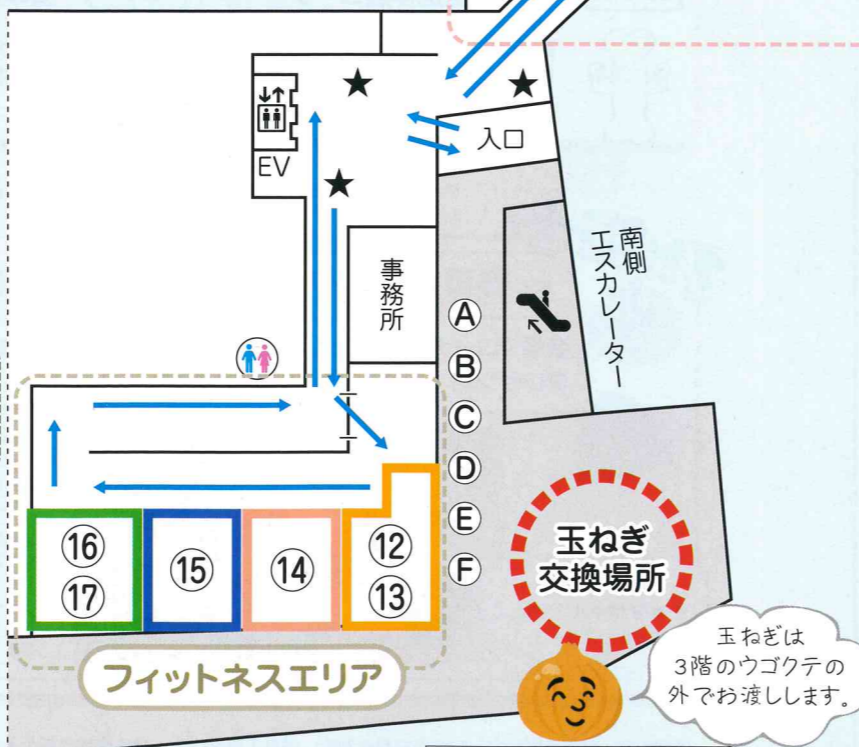 EV
入口
事務所
南側
エスカレーター
Ⓐ
Ⓑ
Ⓒ
Ⓓ
Ⓔ
Ⓕ
⑯
⑰
⑮
⑭
⑫
⑬
玉ねぎ
交換場所
フィットネスエリア
玉ねぎは
3階のウゴクテの
外でお渡しします。